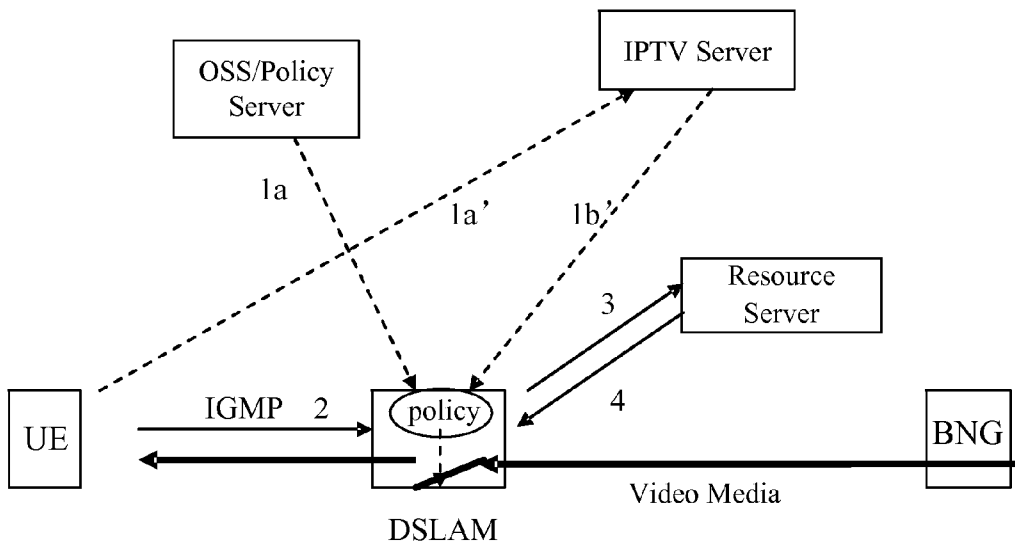 OSS/Policy
Server
IPTV Server
1a
1a’
1b’
Resource
Server
3
4
UE
IGMP 2
policy
BNG
Video Media
DSLAM